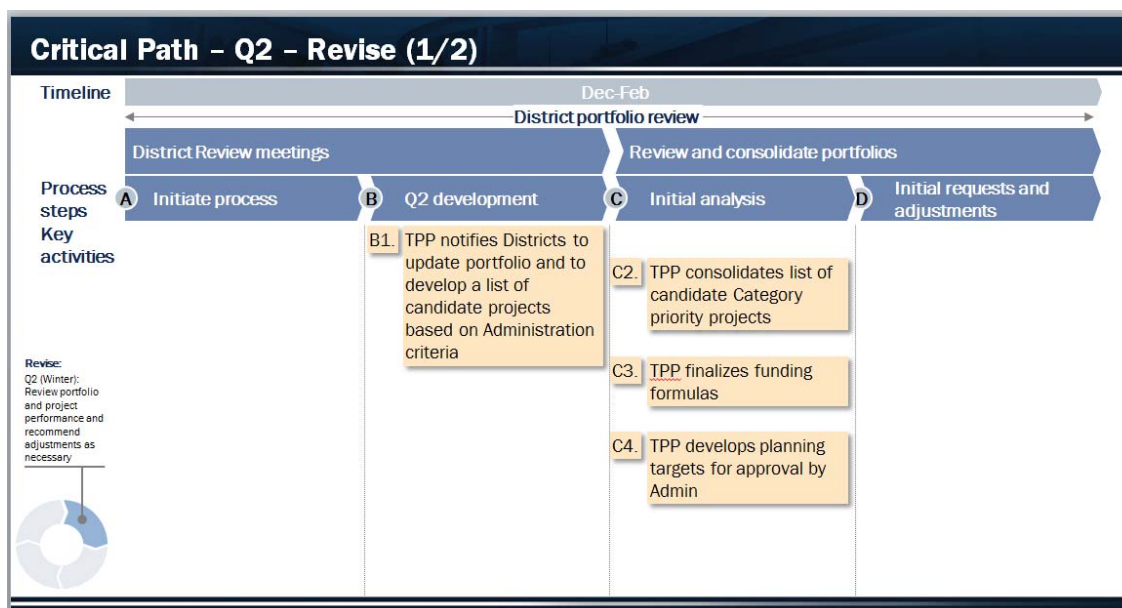 Critical Path – Q2 – Revise (1/2)
Timeline
Dec-Feb
District portfolio review
District Review meetings
Review and consolidate portfolios
Process
steps
A
Initiate process
B
Q2 development
C
Initial analysis
D
Initial requests and
adjustments
Key
activities
B1.
TPP notifies Districts to
update portfolio and to
develop a list of
candidate projects
based on Administration
criteria
C2.
TPP consolidates list of
candidate Category
priority projects
C3.
TPP finalizes funding
formulas
C4.
TPP develops planning
targets for approval by
Admin
Revise:
Q2 (Winter):
Review portfolio
and project
performance and
recommend
adjustments as
necessary